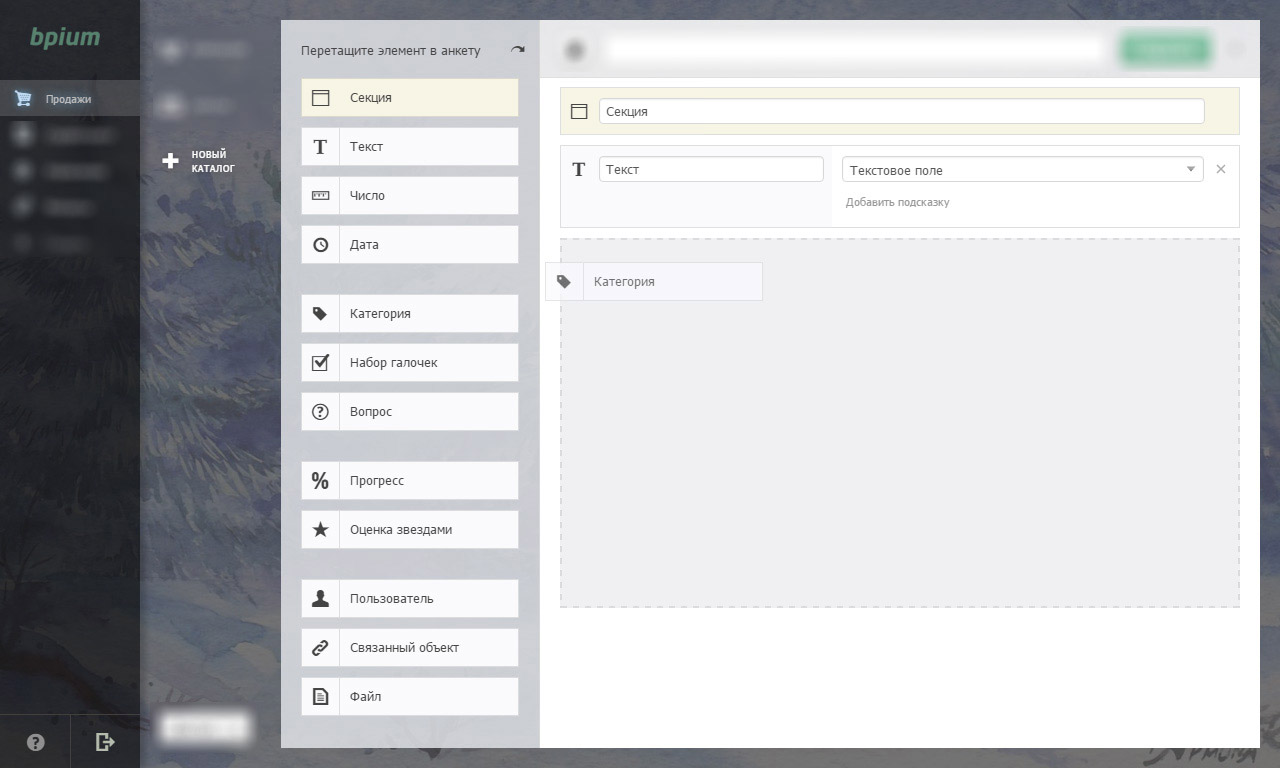 bpium
Продажи
НОВЫЙ
КАТАЛОГ
Перетащите элемент в анкету
Секция
Текст
Число
Дата
Категория
Набор галочек
Вопрос
Прогресс
Оценка звездами
Пользователь
Связанный объект
Файл
Секция
Текст
Текстовое поле
Добавить подсказку
Категория